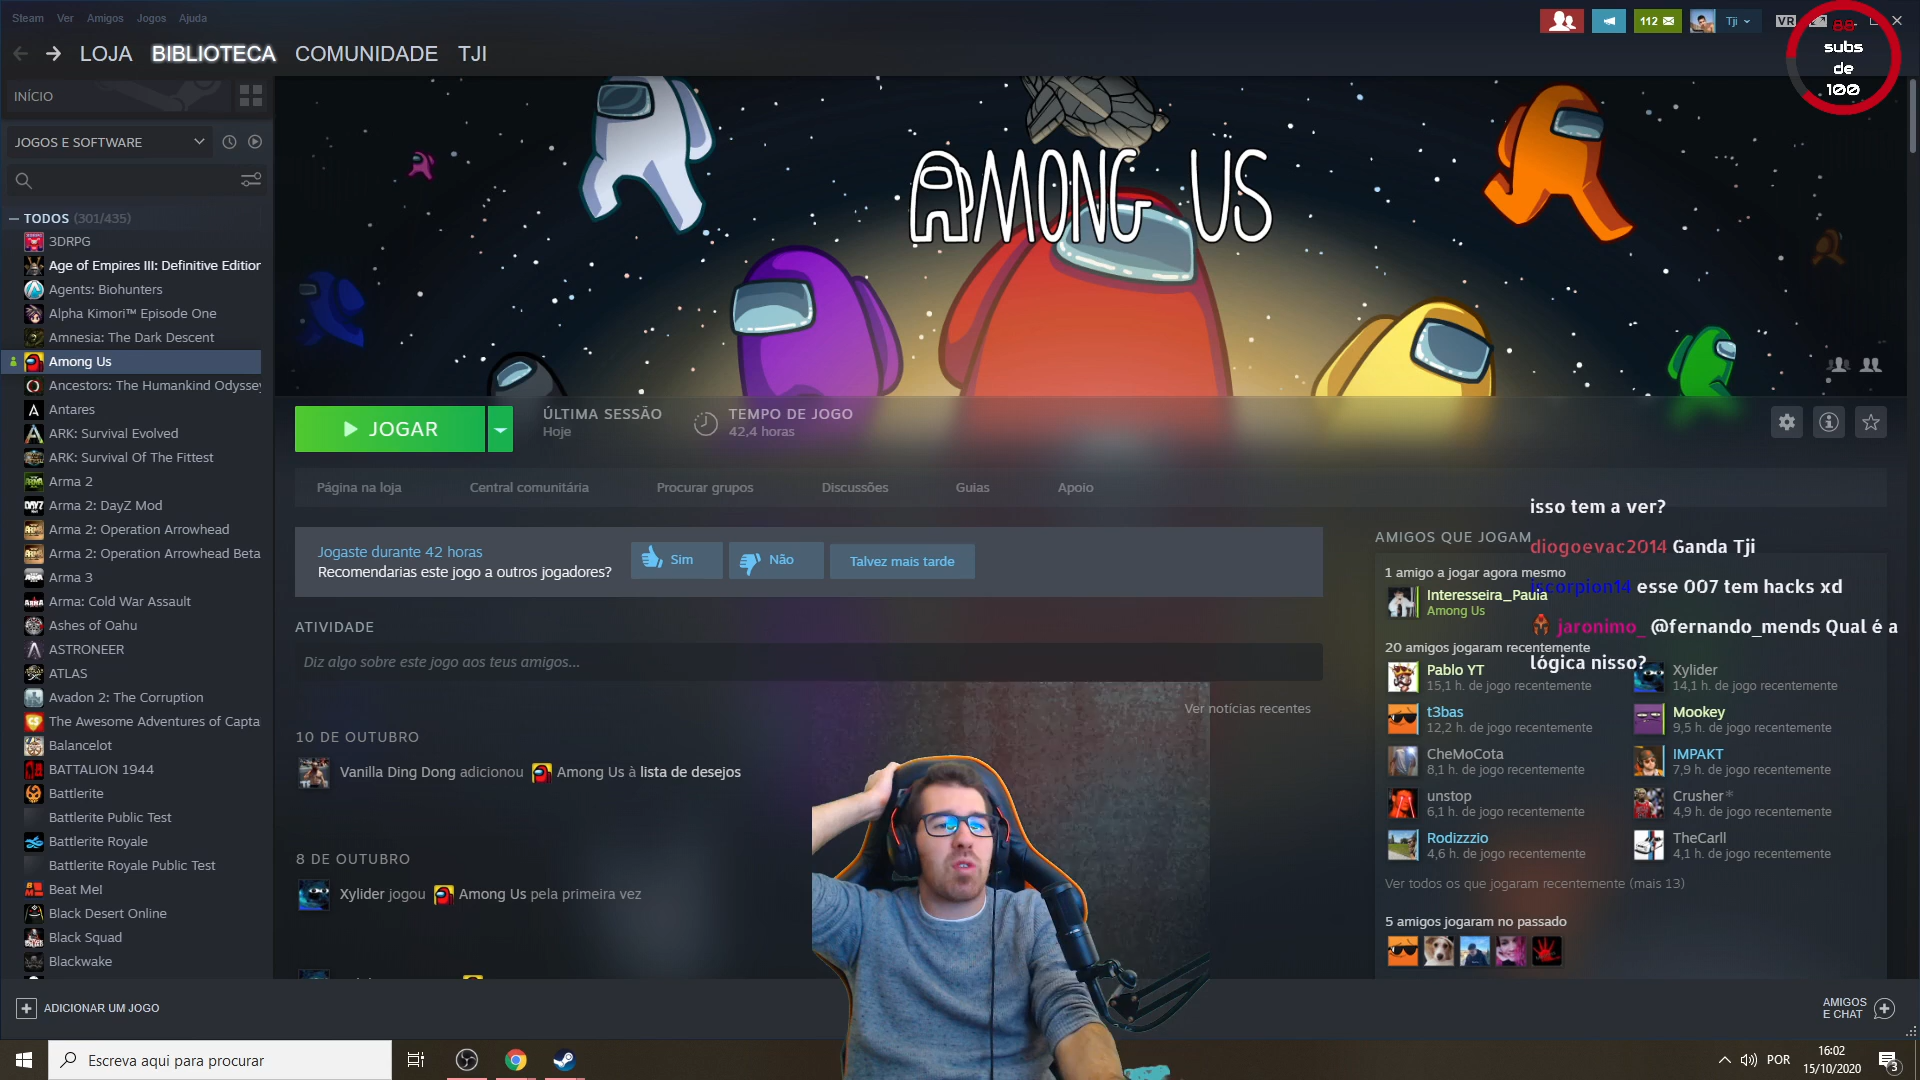 Steam Ver Amigos Jogos Ajuda
112
Tji
VR
LOJA BIBLIOTECA COMUNIDADE TJI
88
subs
de
100
INÍCIO
JOGOS E SOFTWARE
TODOS (301/435)
3DRPG
Age of Empires III: Definitive Edition
Agents: Biohunters
Alpha Kimori™ Episode One
Amnesia: The Dark Descent
Among Us
Ancestors: The Humankind Odyssey
Antares
ARK: Survival Evolved
ARK: Survival Of The Fittest
Arma 2
Arma 2: DayZ Mod
Arma 2: Operation Arrowhead
Arma 2: Operation Arrowhead Beta
Arma 3
Arma: Cold War Assault
Ashes of Oahu
ASTRONEER
ATLAS
Avadon 2: The Corruption
The Awesome Adventures of Capta
Balancelot
BATTALION 1944
Battlerite
Battlerite Public Test
Battlerite Royale
Battlerite Royale Public Test
Beat Me!
Black Desert Online
Black Squad
Blackwake
ADICIONAR UM JOGO
AMONG US
JOGAR
ÚLTIMA SESSÃO
Hoje
TEMPO DE JOGO
42,4 horas
Página na loja Central comunitária Procurar grupos Discussões Guias Apoio
Jogaste durante 42 horas
Recomendarias este jogo a outros jogadores?
Sim Não Talvez mais tarde
ATIVIDADE
Diz algo sobre este jogo aos teus amigos...
Ver notícias recentes
10 DE OUTUBRO
Vanilla Ding Dong adicionou Among Us à lista de desejos
8 DE OUTUBRO
Xylider jogou Among Us pela primeira vez
isso tem a ver?
diogoevac2014 Ganda Tji
iscorpion14 esse 007 tem hacks xd
jaronimo_ @fernando_mends Qual é a
lógica nisso?
AMIGOS QUE JOGAM
1 amigo a jogar agora mesmo
Interesseira_Paula
Among Us
20 amigos jogaram recentemente
Pablo YT
15,1 h. de jogo recentemente
Xylider
14,1 h. de jogo recentemente
t3bas
12,2 h. de jogo recentemente
Mookey
9,5 h. de jogo recentemente
CheMoCota
8,1 h. de jogo recentemente
IMPAKT
7,9 h. de jogo recentemente
unstop
6,1 h. de jogo recentemente
Crusher*
4,9 h. de jogo recentemente
Rodizzzio
4,6 h. de jogo recentemente
TheCarll
4,1 h. de jogo recentemente
Ver todos os que jogaram recentemente (mais 13)
5 amigos jogaram no passado
AMIGOS
E CHAT
Escreva aqui para procurar
POR
16:02
15/10/2020
3